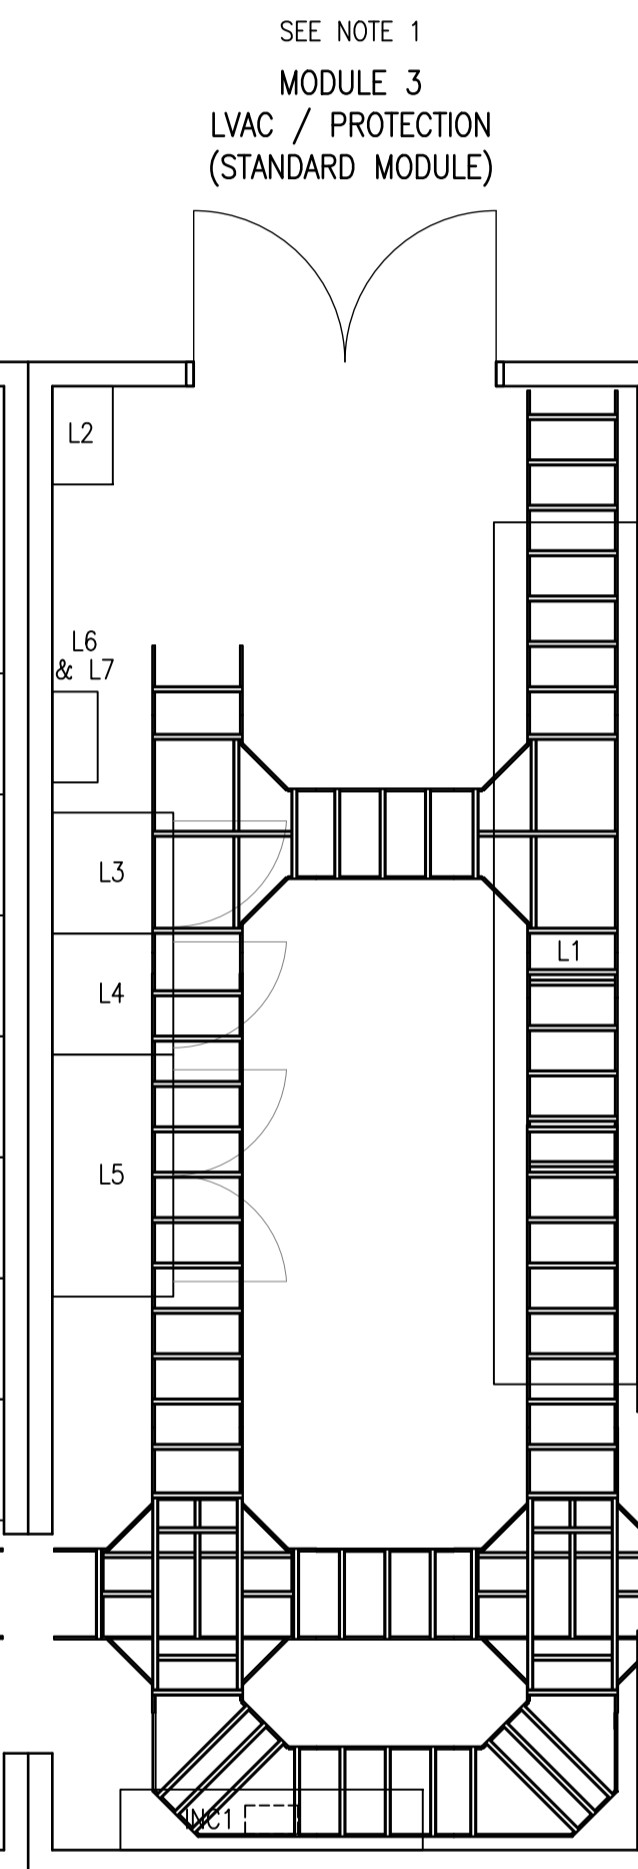 SEE NOTE 1
MODULE 3
LVAC / PROTECTION
(STANDARD MODULE)
L2
L6
& L7
L3
L1
L4
L5
INC1